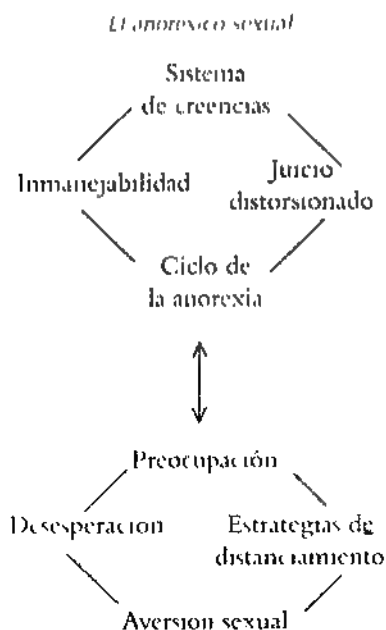 El anoréxico sexual
Sistema
de creencias
Inmanejabilidad
Juicio
distorsionado
Ciclo de
la anorexia
Preocupación
Desesperación
Estrategias de
distanciamiento
Aversión sexual